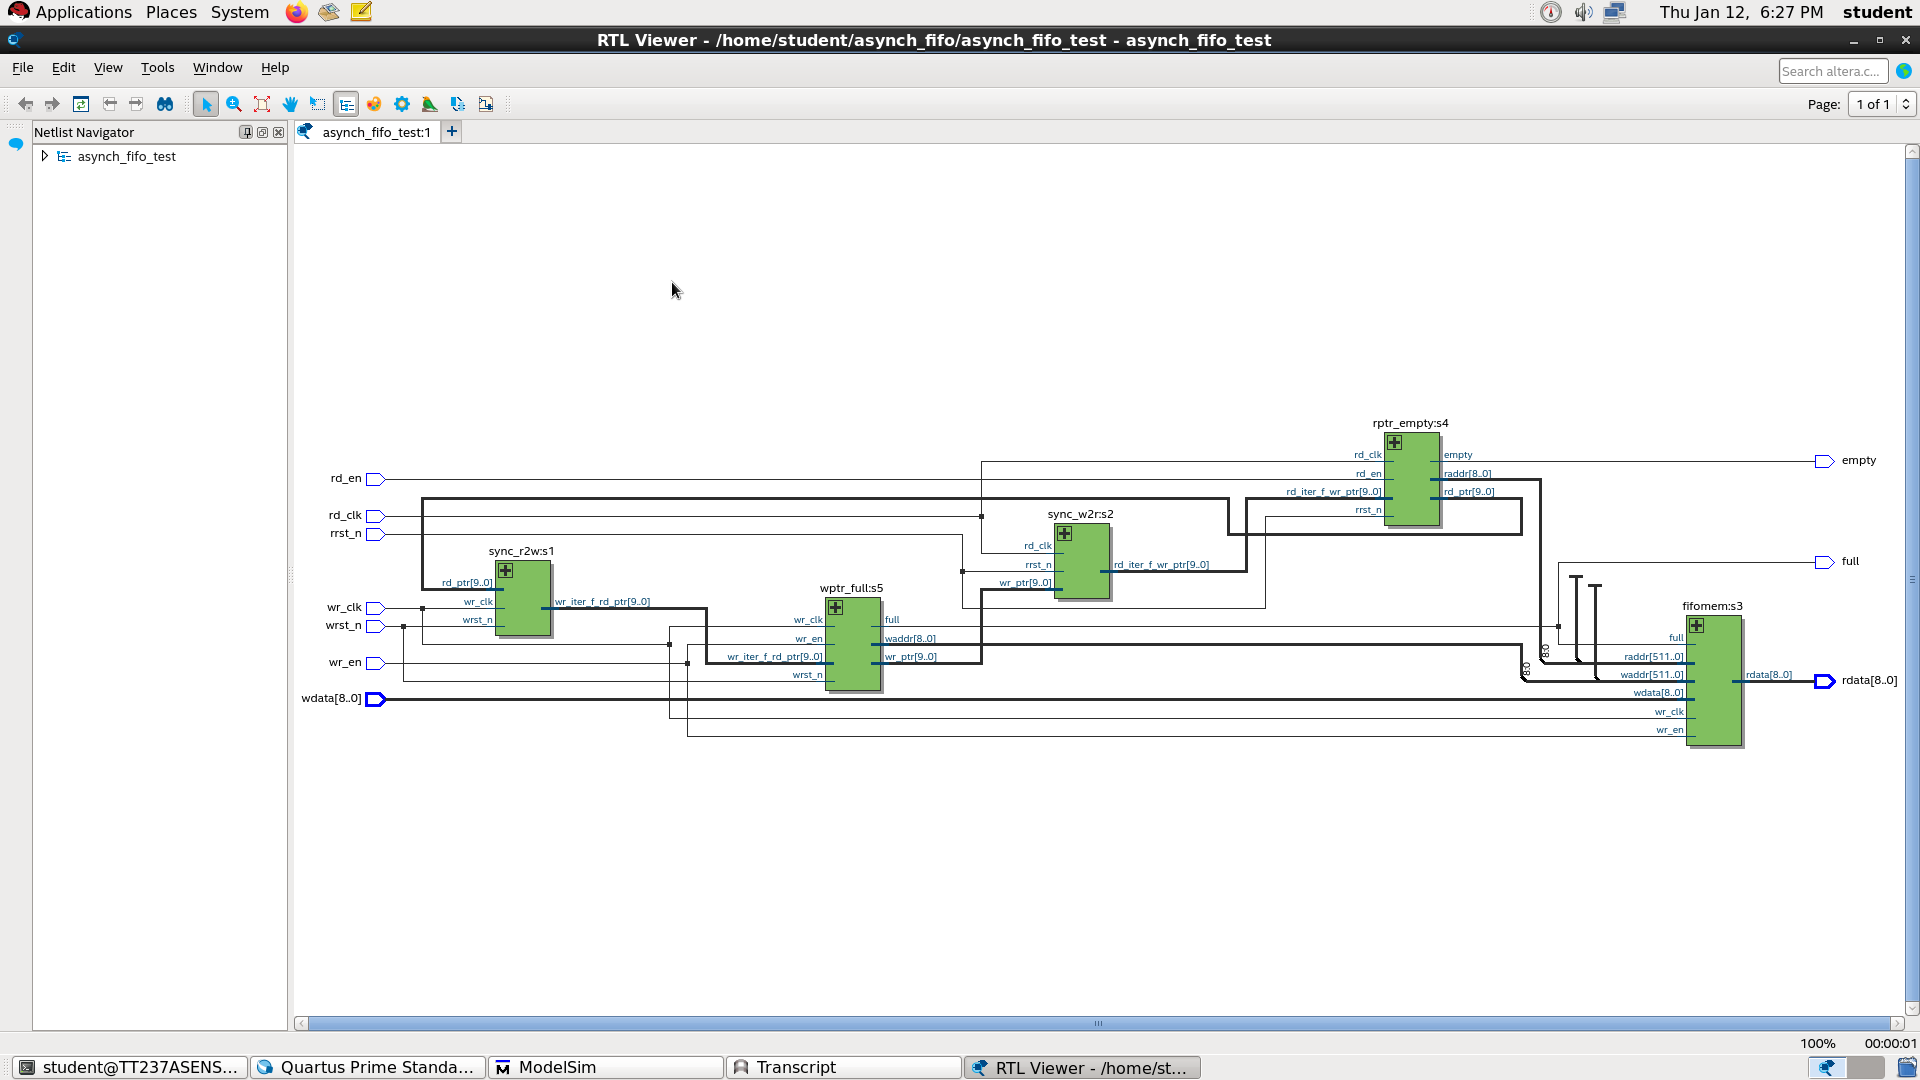 Applications Places System Thu Jan 12, 6:27 PM student
RTL Viewer - /home/student/asynch_fifo/asynch_fifo_test - asynch_fifo_test
File Edit View Tools Window Help Search altera.c...
Page: 1 of 1
Netlist Navigator
asynch_fifo_test:1
asynch_fifo_test
rptr_empty:s4
rd_clk
empty
empty
rd_en
rd_en
raddr[8..0]
rd_iter_f_wr_ptr[9..0]
rd_ptr[9..0]
rrst_n
rd_clk
sync_w2r:s2
rrst_n
rd_clk
rrst_n
rd_iter_f_wr_ptr[9..0]
wr_ptr[9..0]
sync_r2w:s1
rd_ptr[9..0]
wr_clk
wr_iter_f_rd_ptr[9..0]
wrst_n
wr_clk
wrst_n
wptr_full:s5
wr_clk
full
wr_en
waddr[8..0]
wr_iter_f_rd_ptr[9..0]
wr_ptr[9..0]
wrst_n
wr_en
wdata[8..0]
full
fifomem:s3
full
8:0
raddr[511..0]
8:0
waddr[511..0]
rdata[8..0]
rdata[8..0]
wdata[8..0]
wr_clk
wr_en
100% 00:00:01
student@TT237ASENS... Quartus Prime Standa... ModelSim Transcript RTL Viewer - /home/st...